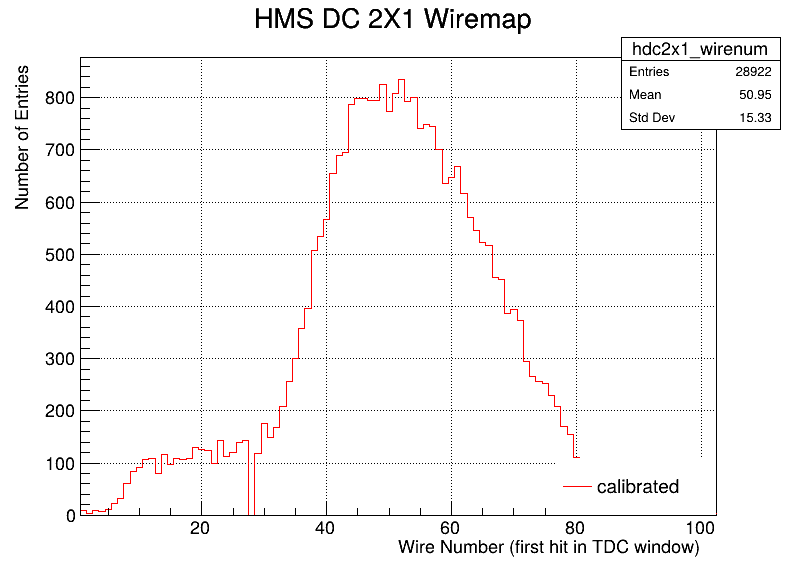 HMS DC 2X1 Wiremap
hdc2x1_wirenum
Entries 28922
Mean 50.95
Std Dev 15.33
Number of Entries
800
700
600
500
400
300
200
100
0
20 40 60 80 100
calibrated
Wire Number (first hit in TDC window)